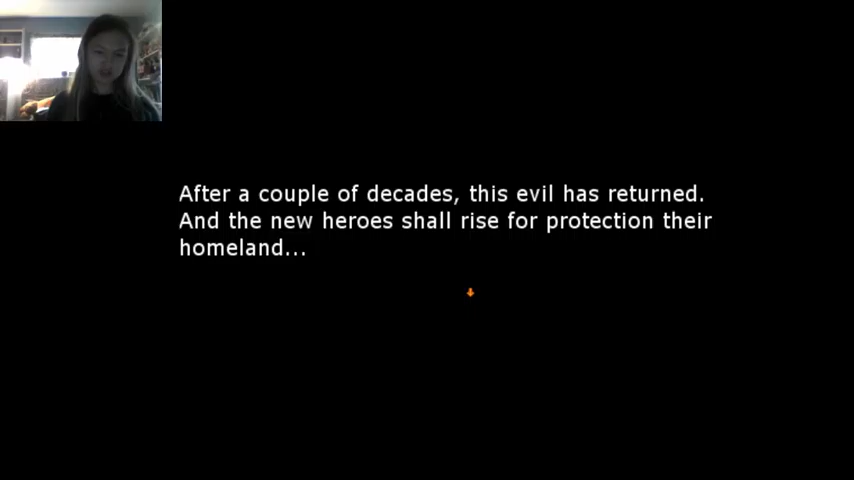 After a couple of decades, this evil has returned.
And the new heroes shall rise for protection their
homeland...